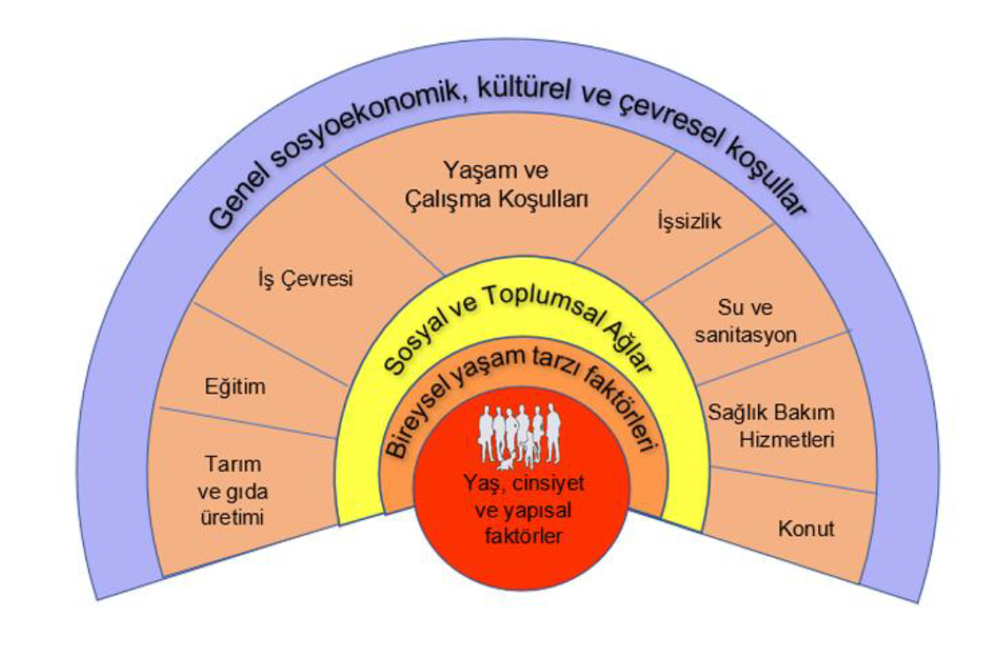 Genel sosyoekonomik, kültürel ve çevresel koşullar
Yaşam ve
Çalışma Koşulları
İşsizlik
İş Çevresi
Su ve
sanitasyon
Eğitim
Sağlık Bakım
Hizmetleri
Tarım
ve gıda
üretimi
Konut
Sosyal ve Toplumsal Ağlar
Bireysel yaşam tarzı faktörleri
Yaş, cinsiyet
ve yapısal
faktörler